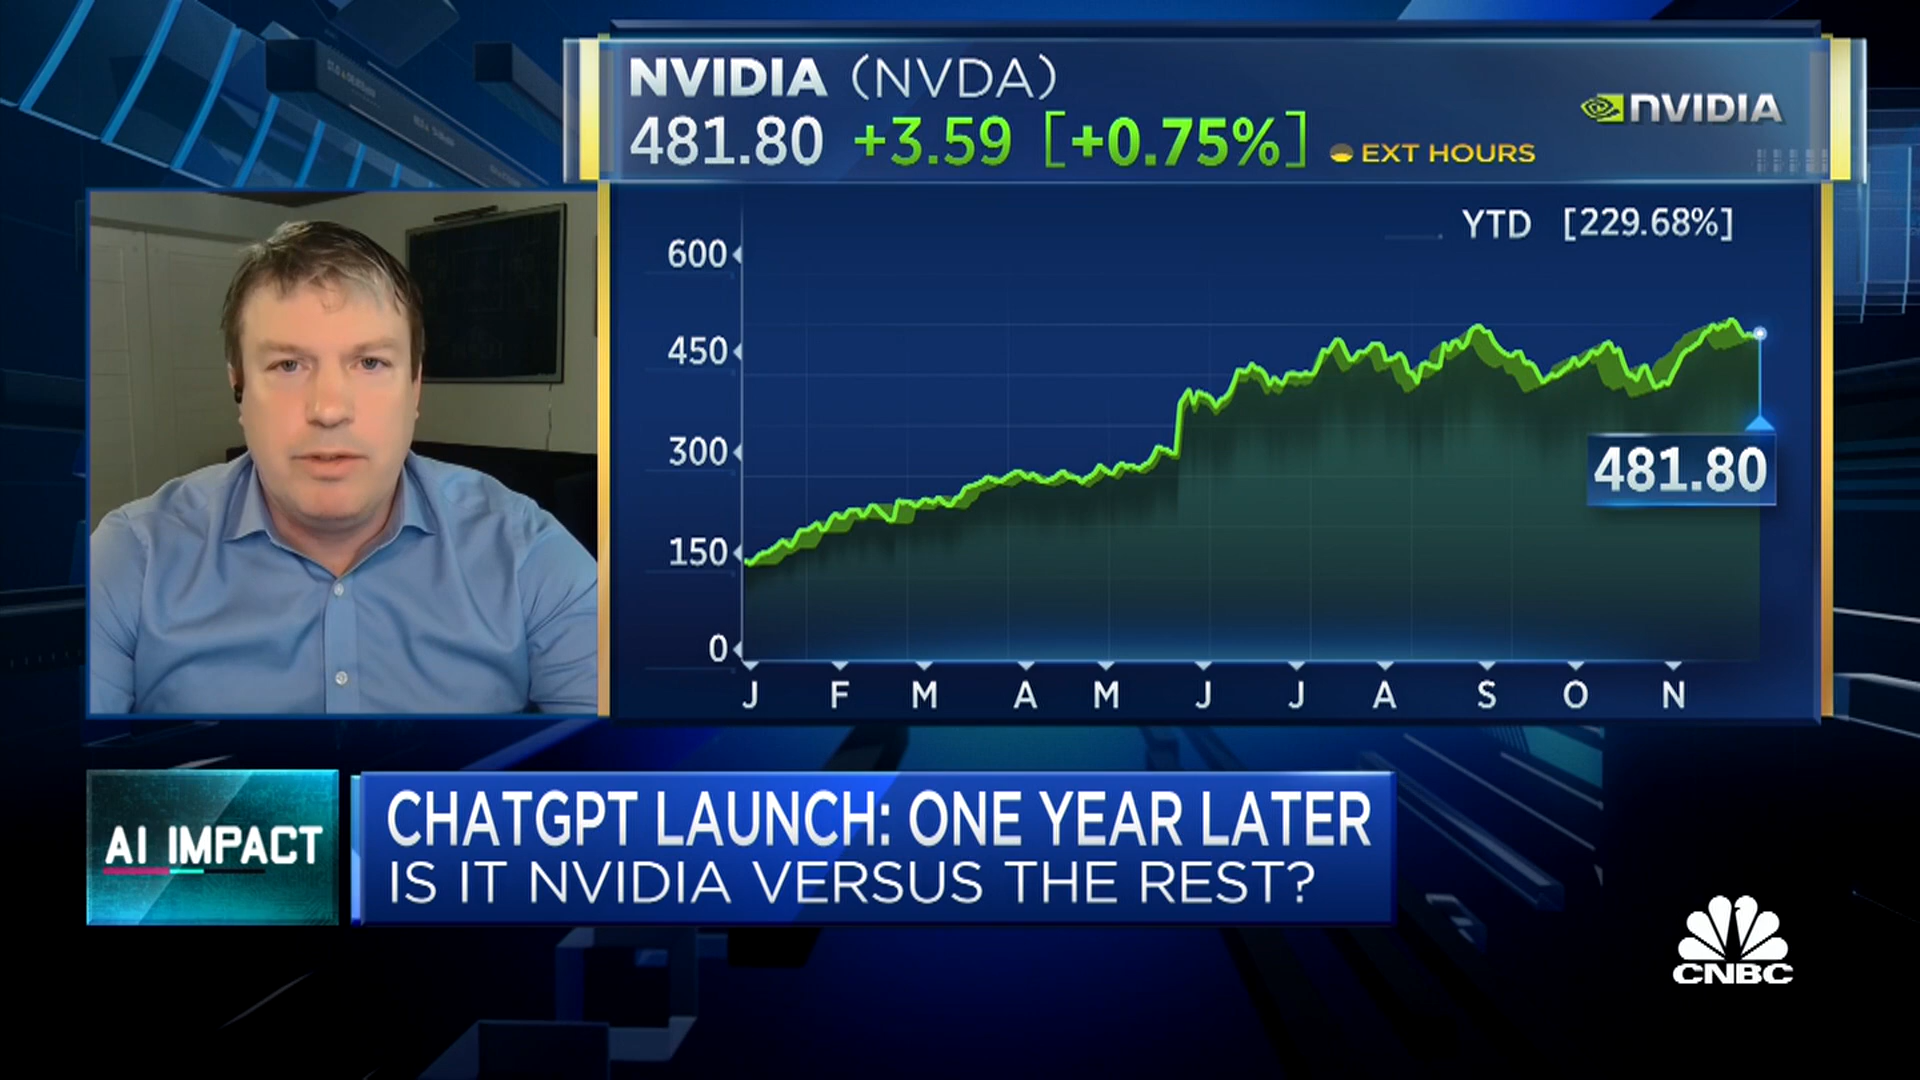 NVIDIA (NVDA)
481.80 +3.59 [+0.75%] EXT HOURS
NVIDIA
YTD [229.68%]
600
450
300
150
0
481.80
J F M A M J J A S O N
AI IMPACT
CHATGPT LAUNCH: ONE YEAR LATER
IS IT NVIDIA VERSUS THE REST?
CNBC